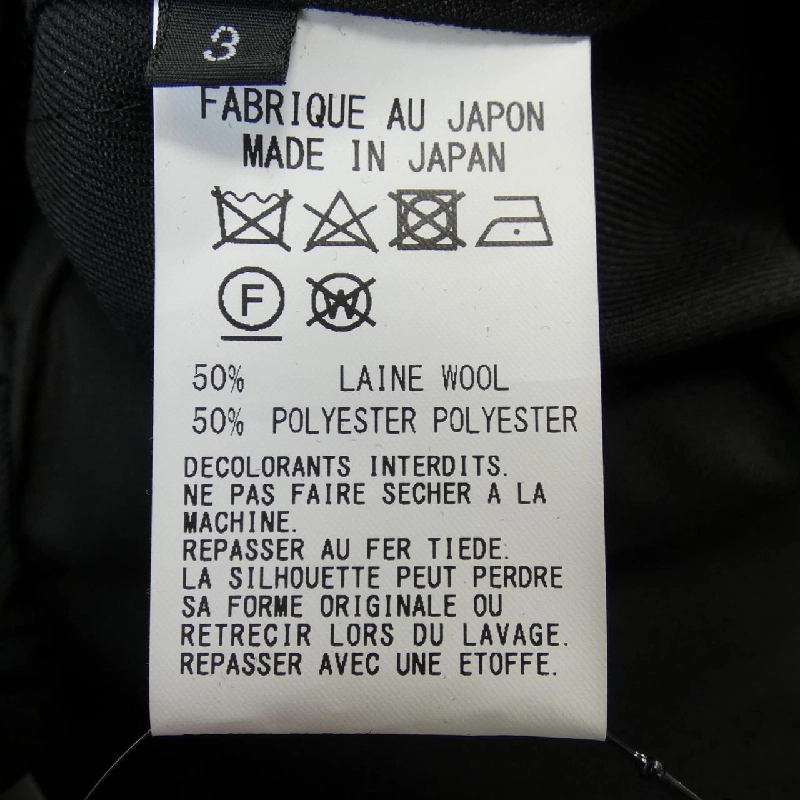 3
FABRIQUE AU JAPON
MADE IN JAPAN
F W
50% LAINE WOOL
50% POLYESTER POLYESTER
DECOLORANTS INTERDITS.
NE PAS FAIRE SECHER A LA
MACHINE.
REPASSER AU FER TIEDE.
LA SILHOUETTE PEUT PERDRE
SA FORME ORIGINALE OU
RETRECIR LORS DU LAVAGE.
REPASSER AVEC UNE ETOFFE.